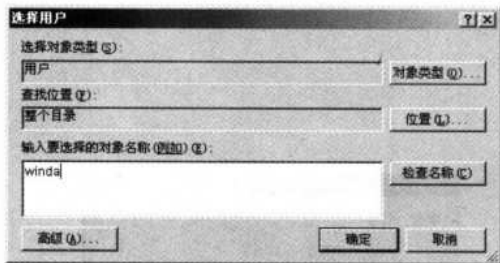 选择用户
选择对象类型(S):
用户
对象类型(O)...
查找位置(F):
整个目录
位置(L)...
输入要选择的对象名称(例如)(E):
winda
检查名称(C)
高级(A)...
确定
取消